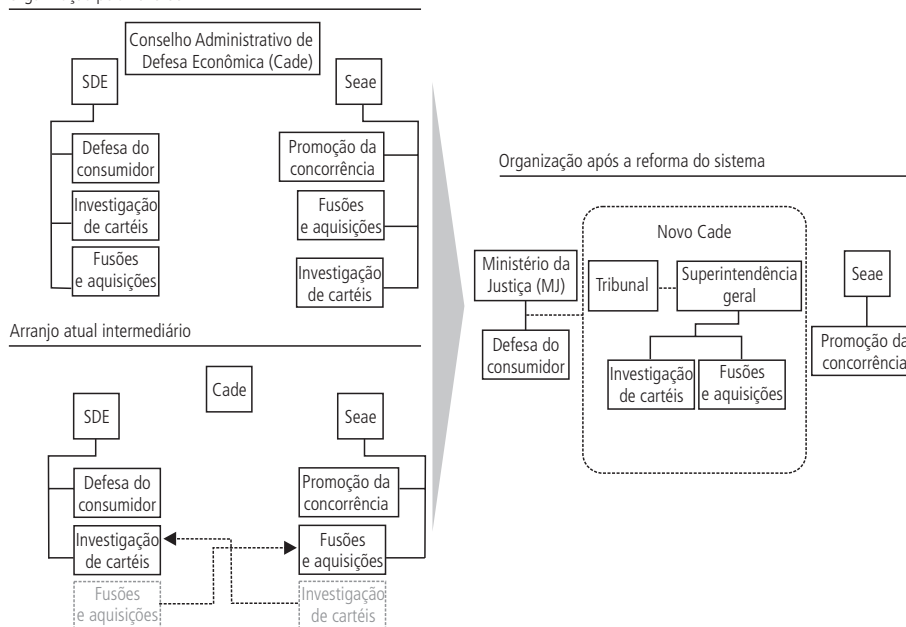 Conselho Administrativo de
Defesa Econômica (Cade)
SDE
Seae
Defesa do
consumidor
Investigação
de cartéis
Fusões
e aquisições
Promoção da
concorrência
Fusões
e aquisições
Investigação
de cartéis
Arranjo atual intermediário
Cade
SDE
Seae
Defesa do
consumidor
Investigação
de cartéis
Fusões
e aquisições
Promoção da
concorrência
Fusões
e aquisições
Investigação
de cartéis
Organização após a reforma do sistema
Novo Cade
Ministério da
Justiça (MJ)
Defesa do
consumidor
Tribunal
Superintendência
geral
Investigação
de cartéis
Fusões
e aquisições
Seae
Promoção da
concorrência